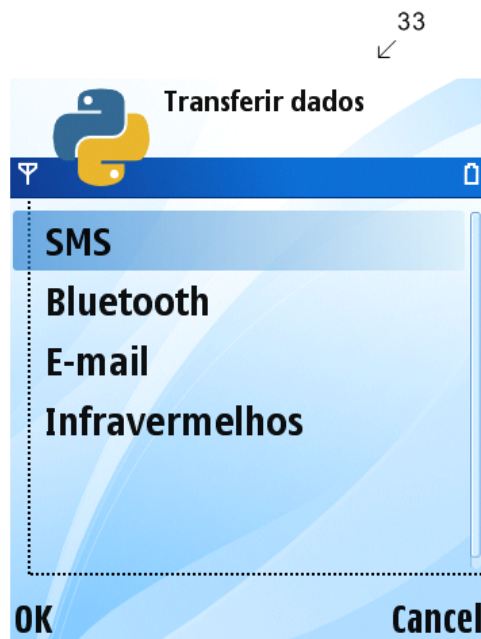 33
Transferir dados
SMS
Bluetooth
E-mail
Infravermelhos
OK Cancel